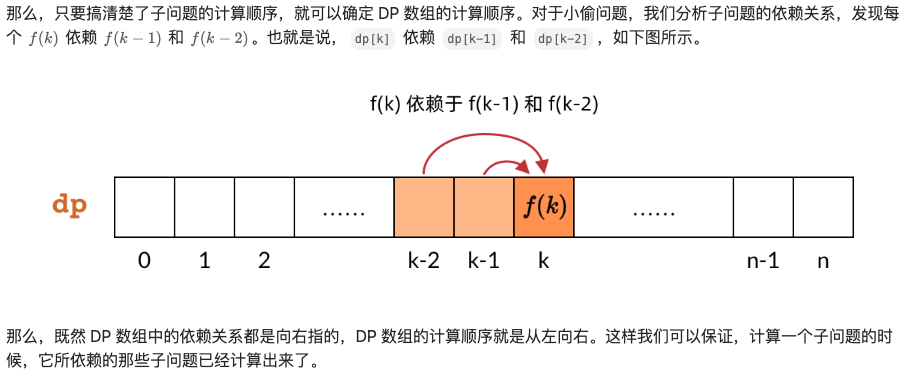 那么，只要搞清楚了子问题的计算顺序，就可以确定 DP 数组的计算顺序。对于小偷问题，我们分析子问题的依赖关系，发现每
个 f(k) 依赖 f(k − 1) 和 f(k − 2)。也就是说， dp[k] 依赖 dp[k-1] 和 dp[k-2] ，如下图所示。
f(k) 依赖于 f(k-1) 和 f(k-2)
dp ...... f(k) ......
0 1 2 k-2 k-1 k n-1 n
那么，既然 DP 数组中的依赖关系都是向右指的，DP 数组的计算顺序就是从左向右。这样我们可以保证，计算一个子问题的时
候，它所依赖的那些子问题已经计算出来了。